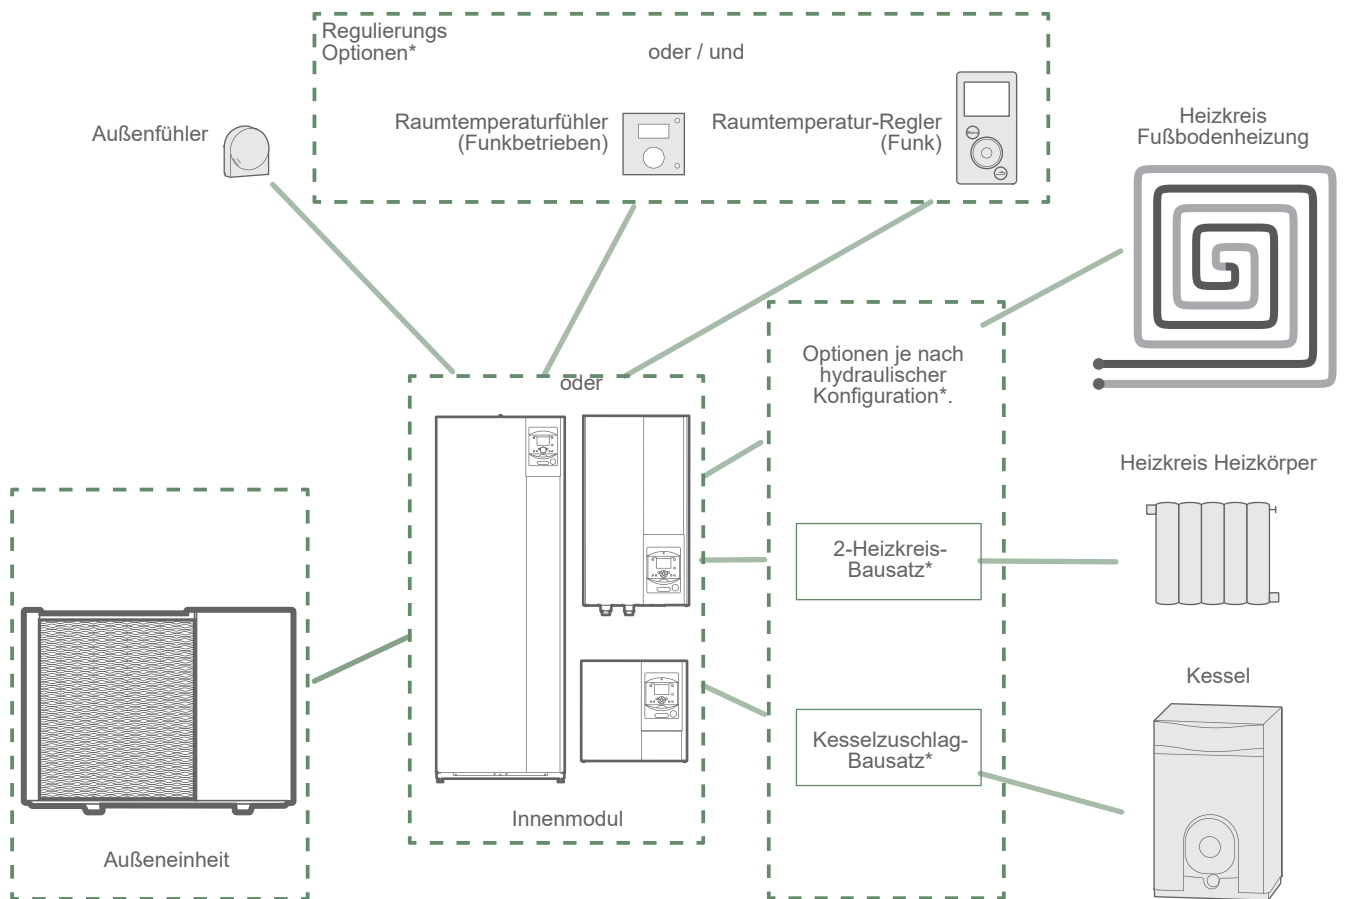 Regulierungs
Optionen*
oder / und
Außenfühler
Raumtemperaturfühler
(Funkbetrieben)
Raumtemperatur-Regler
(Funk)
Heizkreis
Fußbodenheizung
Optionen je nach
hydraulischer
Konfiguration*.
oder
Heizkreis Heizkörper
2-Heizkreis-
Bausatz*
Kessel
Kesselzuschlag-
Bausatz*
Innenmodul
Außeneinheit